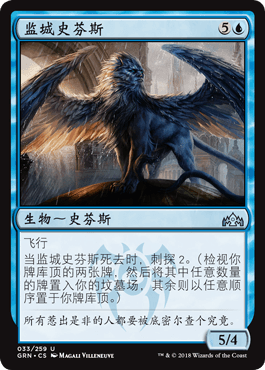 监城史芬斯 5
生物～史芬斯
飞行
当监城史芬斯死去时，刺探2。（检视你
牌库顶的两张牌，然后将其中任意数量
的牌置入你的坟墓场，其余则以任意顺
序置于你牌库顶。）
所有惹出是非的人都要被底密尔查个究竟。
5/4
033/259 U
GRN • CS MAGALI VILLENEUVE
™ & © 2018 Wizards of the Coast